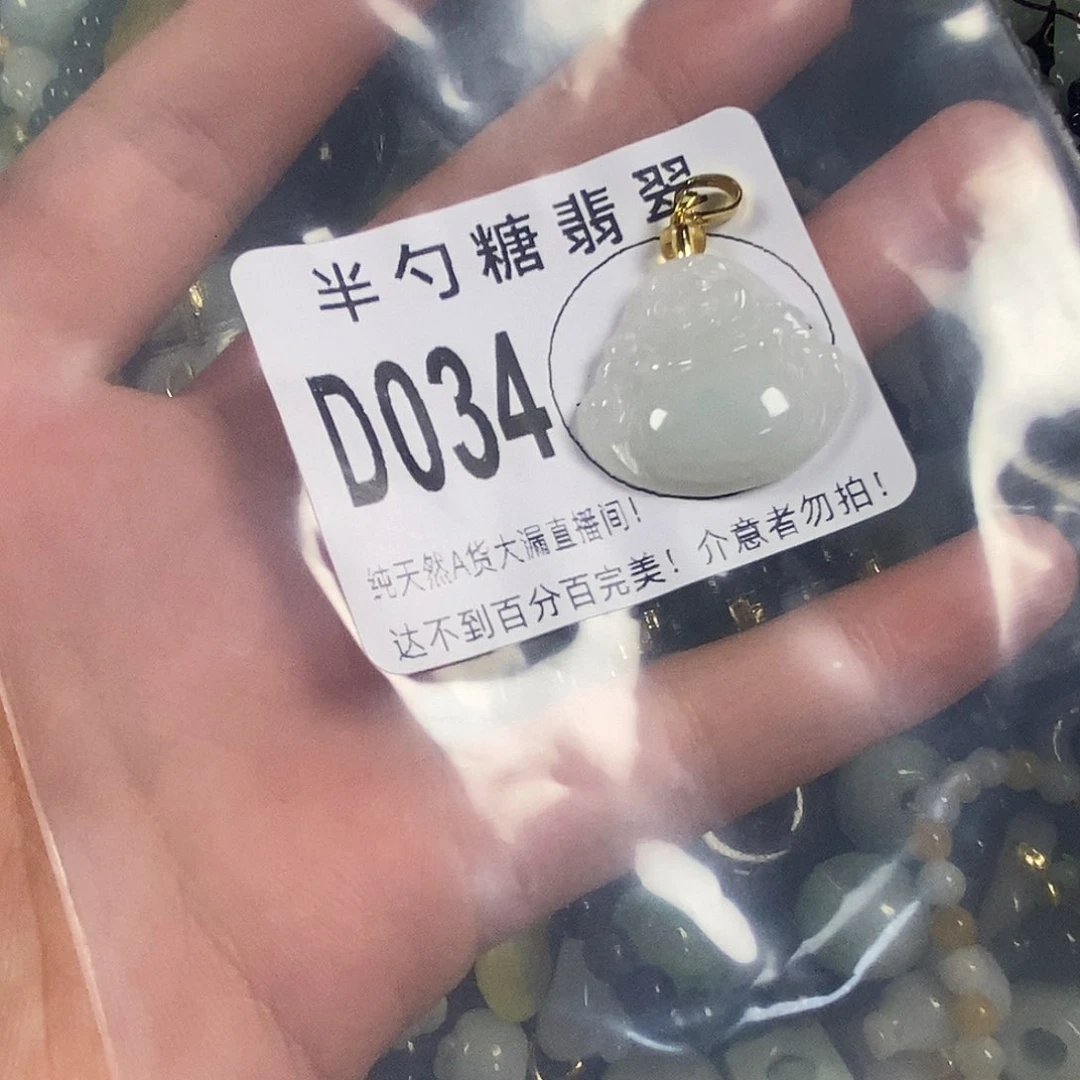 半勺糖翡翠
D034
纯天然A货大漏直播间！
达不到百分百完美！介意者勿拍！